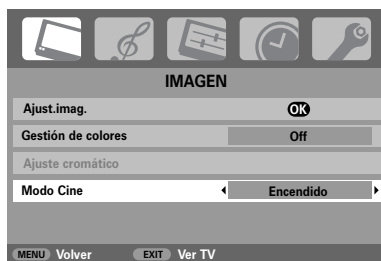 IMAGEN
Ajust.imag. OK
Gestión de colores Off
Ajuste cromático
Modo Cine Encendido
MENU Volver EXIT Ver TV